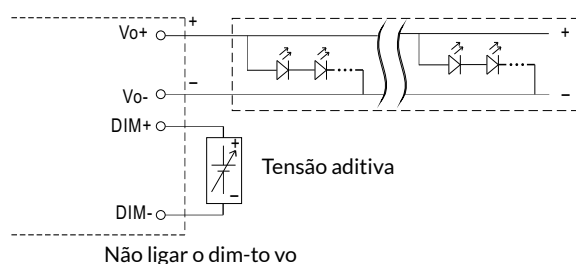 Vo+ + +
Vo- − −
DIM+
+
Tensão aditiva
−
DIM-
Não ligar o dim-to vo